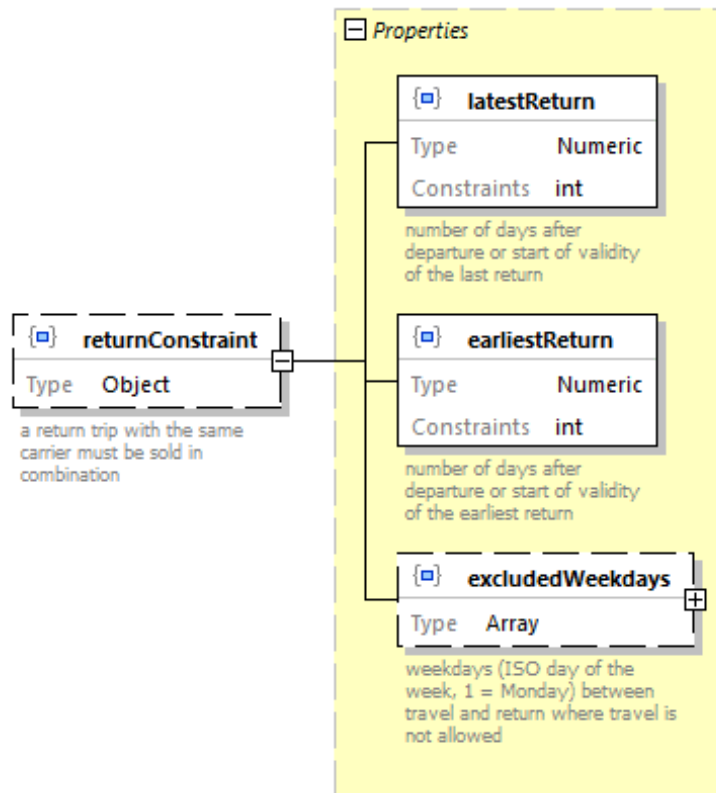 Properties
{} latestReturn
Type Numeric
Constraints int
number of days after
departure or start of validity
of the last return
{} returnConstraint
Type Object
a return trip with the same
carrier must be sold in
combination
{} earliestReturn
Type Numeric
Constraints int
number of days after
departure or start of validity
of the earliest return
{} excludedWeekdays
Type Array
weekdays (ISO day of the
week, 1 = Monday) between
travel and return where travel is
not allowed